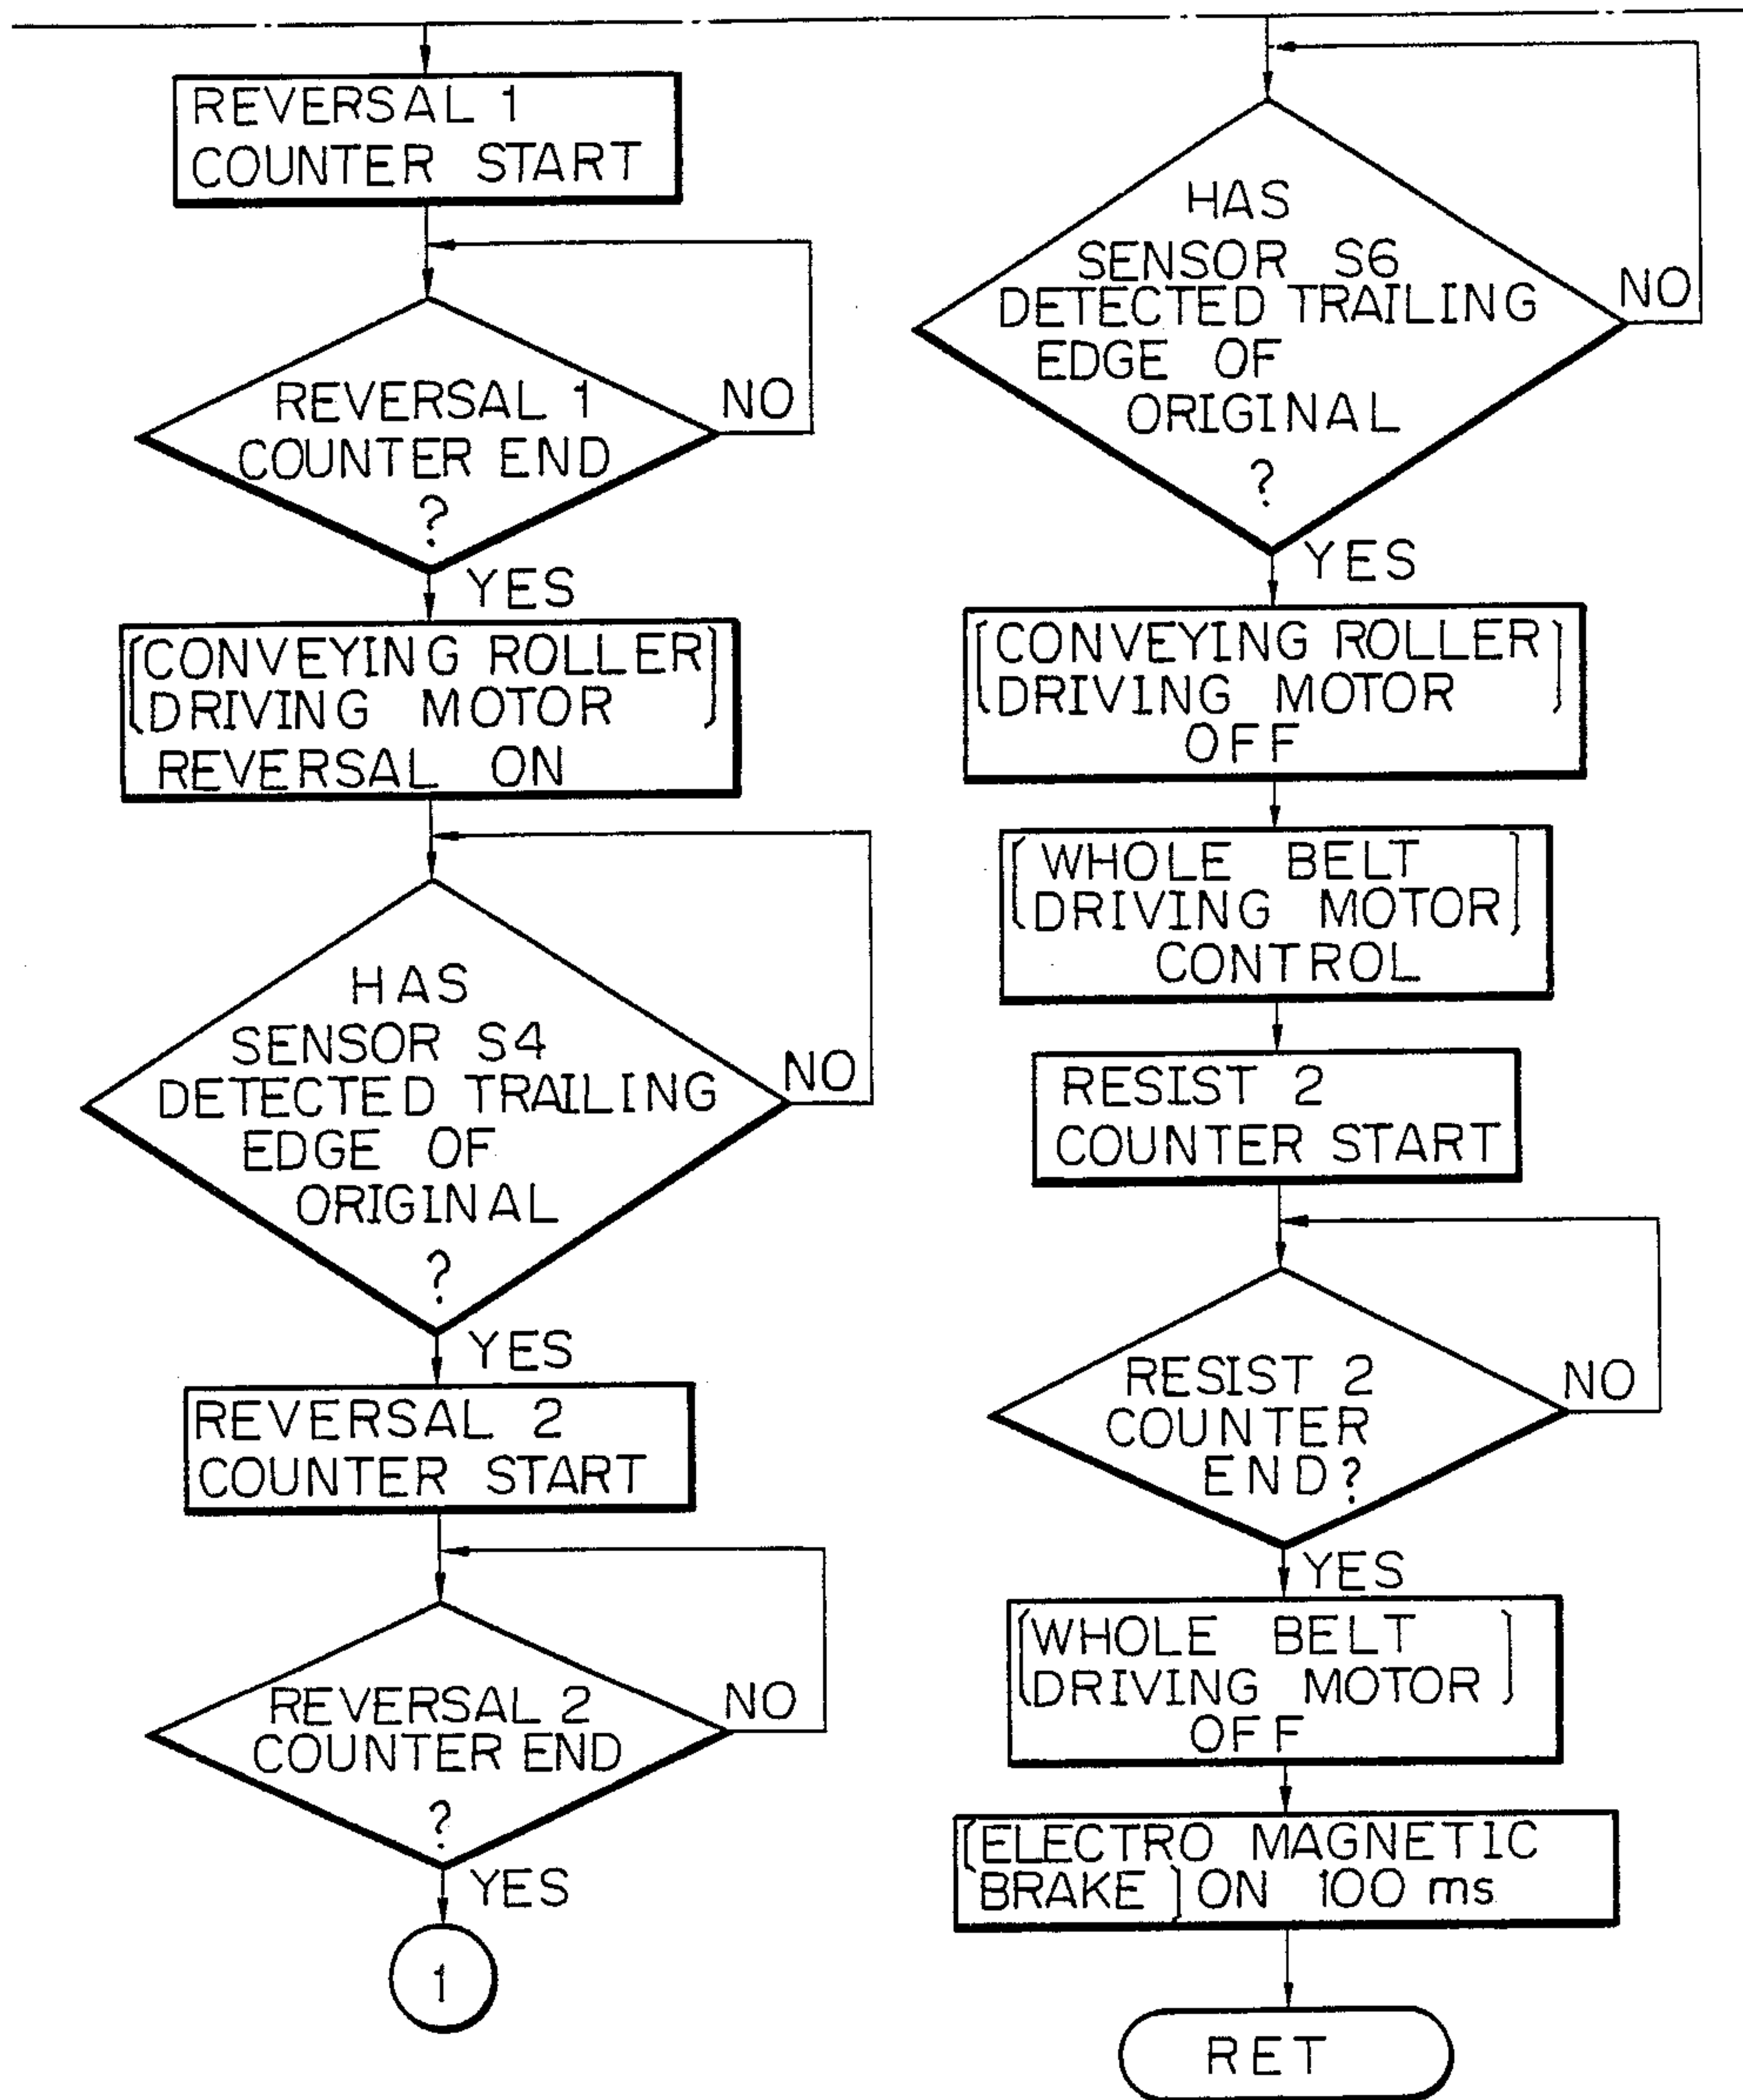 REVERSAL 1
COUNTER START
REVERSAL 1
COUNTER END
?
NO
YES
[CONVEYING ROLLER
DRIVING MOTOR]
REVERSAL ON
HAS
SENSOR S4
DETECTED TRAILING
EDGE OF
ORIGINAL
?
NO
YES
REVERSAL 2
COUNTER START
REVERSAL 2
COUNTER END
?
NO
YES
1
HAS
SENSOR S6
DETECTED TRAILING
EDGE OF
ORIGINAL
?
NO
YES
[CONVEYING ROLLER
DRIVING MOTOR]
OFF
[WHOLE BELT
DRIVING MOTOR]
CONTROL
RESIST 2
COUNTER START
RESIST 2
COUNTER
END?
NO
YES
[WHOLE BELT
DRIVING MOTOR]
OFF
[ELECTRO MAGNETIC
BRAKE] ON 100 ms
RET